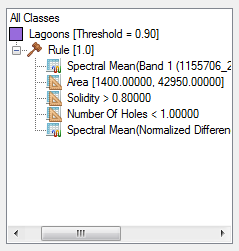 All Classes
Lagoons [Threshold = 0.90]
Rule [1.0]
Spectral Mean(Band 1 (1155706_2
Area [1400.00000, 42950.00000]
Solidity > 0.80000
Number Of Holes < 1.00000
Spectral Mean(Normalized Differen